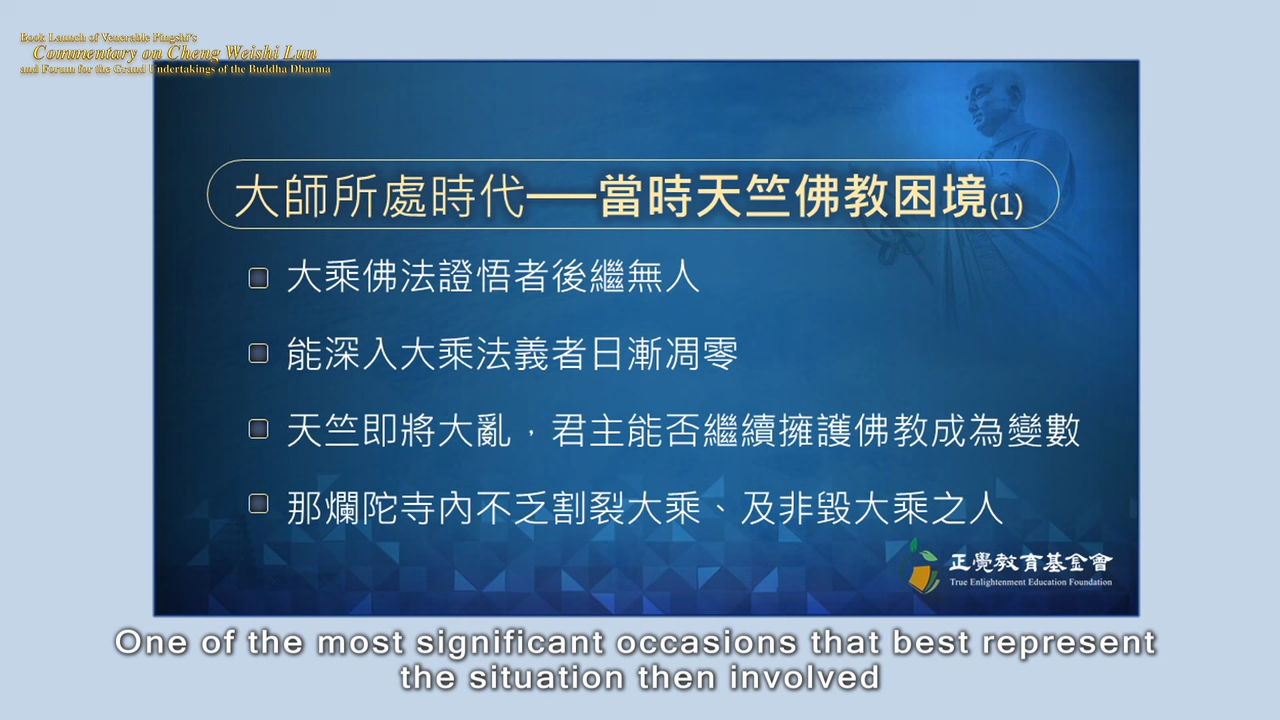 Book Launch of Venerable Pingshi's
Commentary on Cheng Weishi Lun
and Forum for the Grand Undertakings of the Buddha Dharma
大師所處時代──當時天竺佛教困境(1)
大乘佛法證悟者後繼無人
能深入大乘法義者日漸凋零
天竺即將大亂，君主能否繼續擁護佛教成為變數
那爛陀寺內不乏割裂大乘、及非毀大乘之人
正覺教育基金會
True Enlightenment Education Foundation
One of the most significant occasions that best represent
the situation then involved